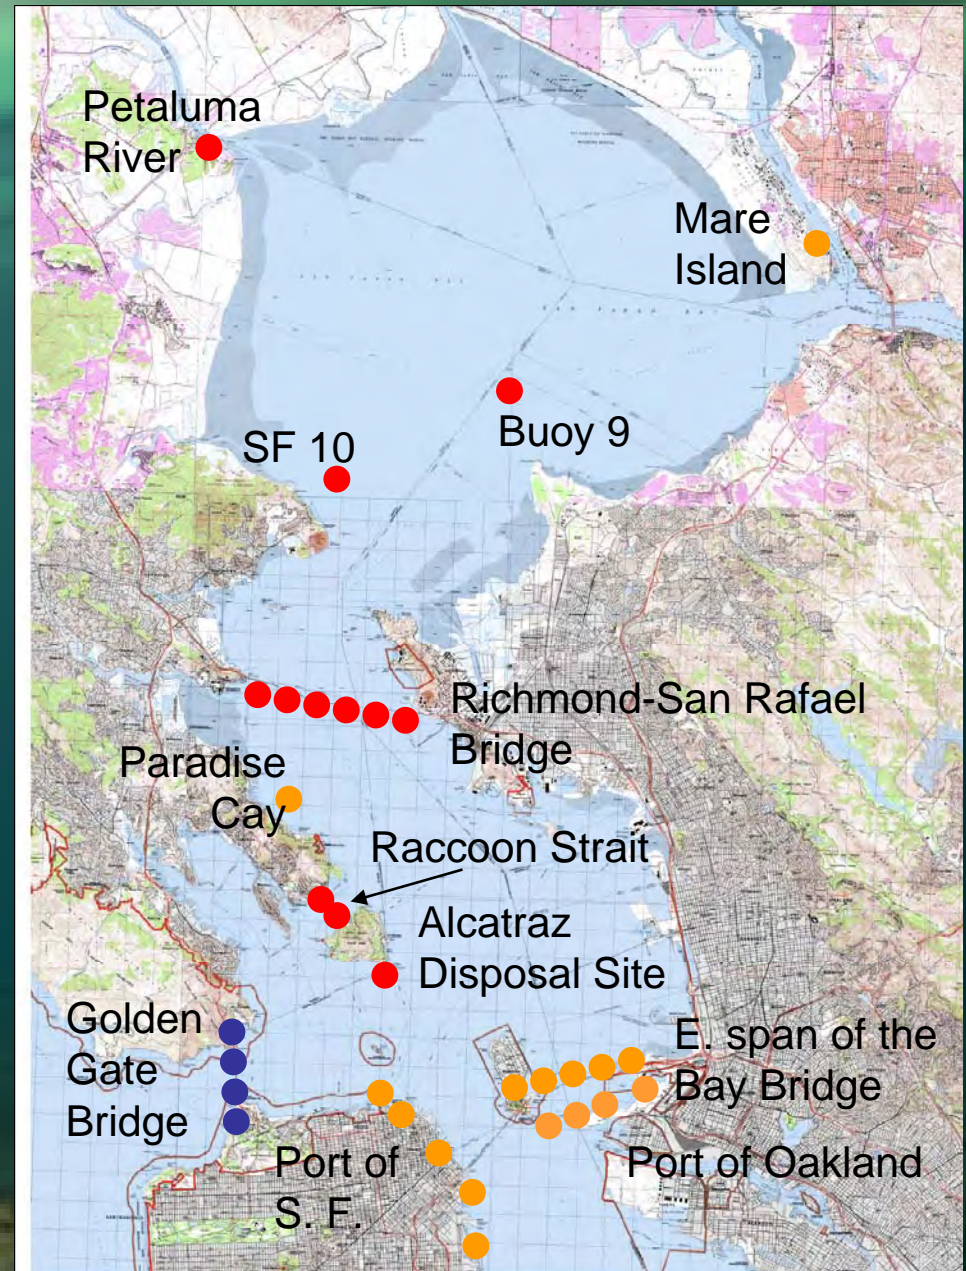 Petaluma
River
Mare
Island
SF 10
Buoy 9
Richmond-San Rafael
Bridge
Paradise
Cay
Raccoon Strait
Alcatraz
Disposal Site
Golden
Gate
Bridge
E. span of the
Bay Bridge
Port of
S. F.
Port of Oakland